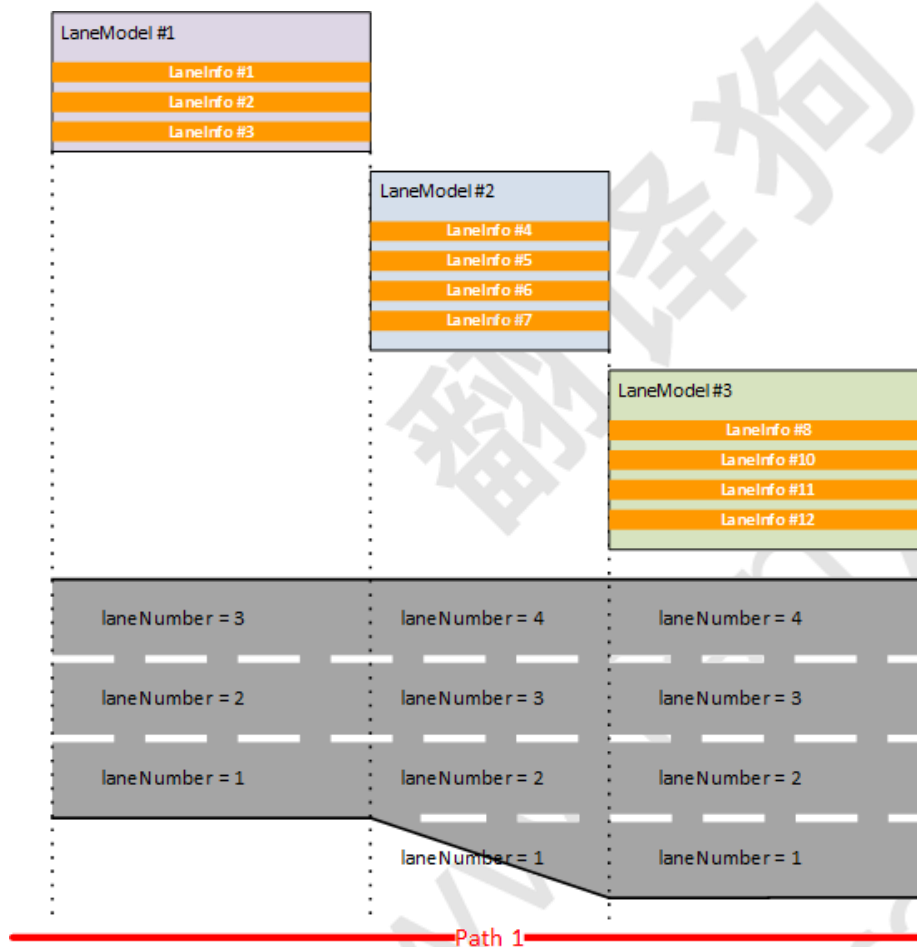 LaneModel #1
LaneInfo #1
LaneInfo #2
LaneInfo #3
LaneModel #2
LaneInfo #4
LaneInfo #5
LaneInfo #6
LaneInfo #7
LaneModel #3
LaneInfo #8
LaneInfo #10
LaneInfo #11
LaneInfo #12
翻译狗
laneNumber = 3
laneNumber = 4
laneNumber = 4
laneNumber = 2
laneNumber = 3
laneNumber = 3
laneNumber = 1
laneNumber = 2
laneNumber = 2
laneNumber = 1
laneNumber = 1
Path 1